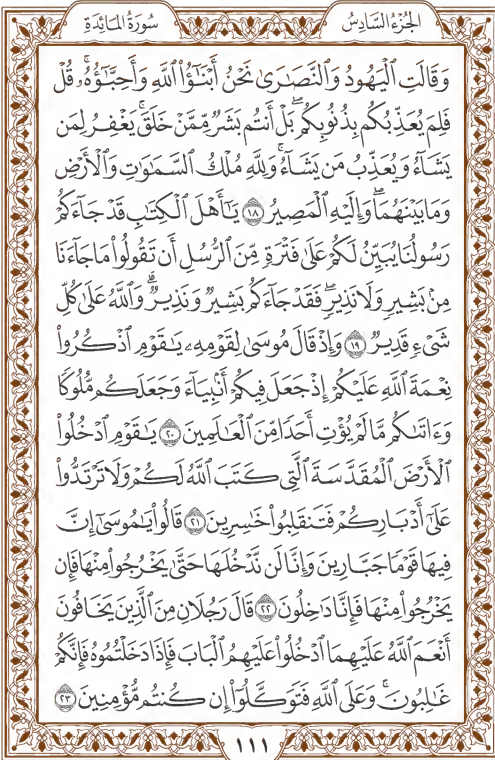 الجُزْءُ السَّادِسُ سُورَةُ المَائِدَةِ
وَقَالَتِ ٱلْيَهُودُ وَٱلنَّصَٰرَىٰ نَحْنُ أَبْنَٰٓؤُا۟ ٱللَّهِ وَأَحِبَّٰٓؤُهُۥ ۚ قُلْ
فَلِمَ يُعَذِّبُكُم بِذُنُوبِكُم ۖ بَلْ أَنتُم بَشَرٌ مِّمَّنْ خَلَقَ ۚ يَغْفِرُ لِمَن
يَشَآءُ وَيُعَذِّبُ مَن يَشَآءُ ۚ وَلِلَّهِ مُلْكُ ٱلسَّمَٰوَٰتِ وَٱلْأَرْضِ
وَمَا بَيْنَهُمَا ۖ وَإِلَيْهِ ٱلْمَصِيرُ ١٨ يَٰٓأَهْلَ ٱلْكِتَٰبِ قَدْ جَآءَكُمْ
رَسُولُنَا يُبَيِّنُ لَكُمْ عَلَىٰ فَتْرَةٍ مِّنَ ٱلرُّسُلِ أَن تَقُولُوا۟ مَا جَآءَنَا
مِنۢ بَشِيرٍ وَلَا نَذِيرٍ ۖ فَقَدْ جَآءَكُم بَشِيرٌ وَنَذِيرٌ ۗ وَٱللَّهُ عَلَىٰ كُلِّ
شَىْءٍ قَدِيرٌ ١٩ وَإِذْ قَالَ مُوسَىٰ لِقَوْمِهِۦ يَٰقَوْمِ ٱذْكُرُوا۟
نِعْمَةَ ٱللَّهِ عَلَيْكُمْ إِذْ جَعَلَ فِيكُمْ أَنۢبِيَآءَ وَجَعَلَكُم مُّلُوكًا
وَءَاتَىٰكُم مَّا لَمْ يُؤْتِ أَحَدًا مِّنَ ٱلْعَٰلَمِينَ ٢٠ يَٰقَوْمِ ٱدْخُلُوا۟
ٱلْأَرْضَ ٱلْمُقَدَّسَةَ ٱلَّتِى كَتَبَ ٱللَّهُ لَكُمْ وَلَا تَرْتَدُّوا۟
عَلَىٰٓ أَدْبَارِكُمْ فَتَنقَلِبُوا۟ خَٰسِرِينَ ٢١ قَالُوا۟ يَٰمُوسَىٰٓ إِنَّ
فِيهَا قَوْمًا جَبَّارِينَ وَإِنَّا لَن نَّدْخُلَهَا حَتَّىٰ يَخْرُجُوا۟ مِنْهَا فَإِن
يَخْرُجُوا۟ مِنْهَا فَإِنَّا دَٰخِلُونَ ٢٢ قَالَ رَجُلَانِ مِنَ ٱلَّذِينَ يَخَافُونَ
أَنْعَمَ ٱللَّهُ عَلَيْهِمَا ٱدْخُلُوا۟ عَلَيْهِمُ ٱلْبَابَ فَإِذَا دَخَلْتُمُوهُ فَإِنَّكُمْ
غَٰلِبُونَ ۚ وَعَلَى ٱللَّهِ فَتَوَكَّلُوٓا۟ إِن كُنتُم مُّؤْمِنِينَ ٢٣
١١١